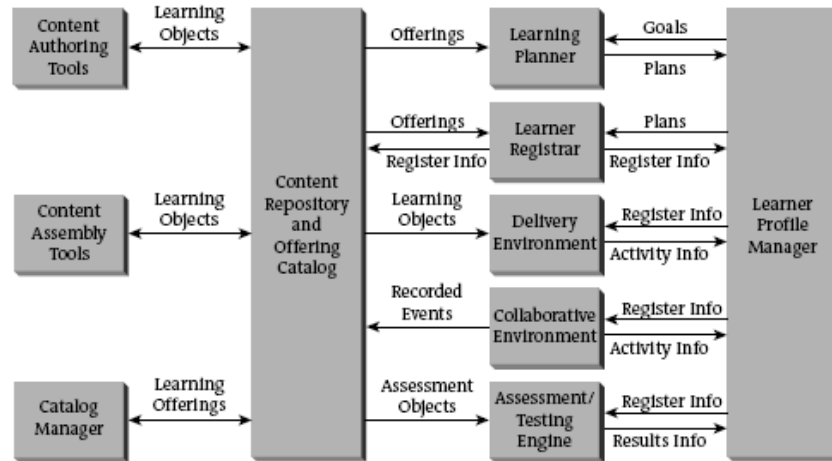 Content
Authoring
Tools
Learning
Objects
Offerings
Learning
Planner
Goals
Plans
Offerings
Register Info
Learner
Registrar
Plans
Register Info
Content
Assembly
Tools
Learning
Objects
Content
Repository
and
Offering
Catalog
Learning
Objects
Delivery
Environment
Register Info
Activity Info
Learner
Profile
Manager
Recorded
Events
Collaborative
Environment
Register Info
Activity Info
Catalog
Manager
Learning
Offerings
Assessment
Objects
Assessment/
Testing
Engine
Register Info
Results Info